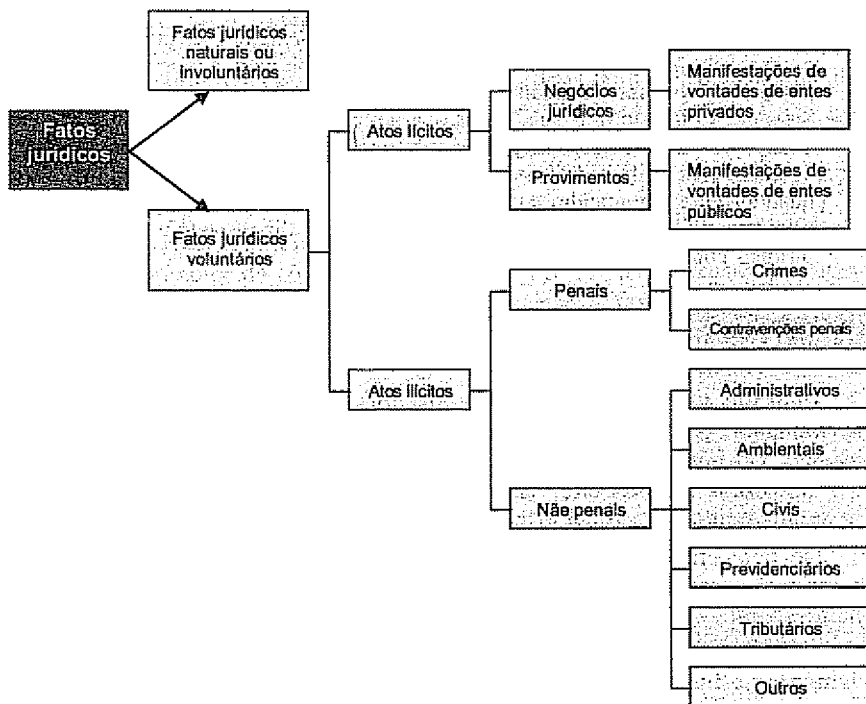 Fatos jurídicos
naturais ou
involuntários
Fatos
jurídicos
Fatos jurídicos
voluntários
Atos lícitos
Negócios
jurídicos
Manifestações de
vontades de entes
privados
Provimentos
Manifestações de
vontades de entes
públicos
Atos ilícitos
Penais
Crimes
Contravenções penais
Não penais
Administrativos
Ambientais
Civis
Previdenciários
Tributários
Outros